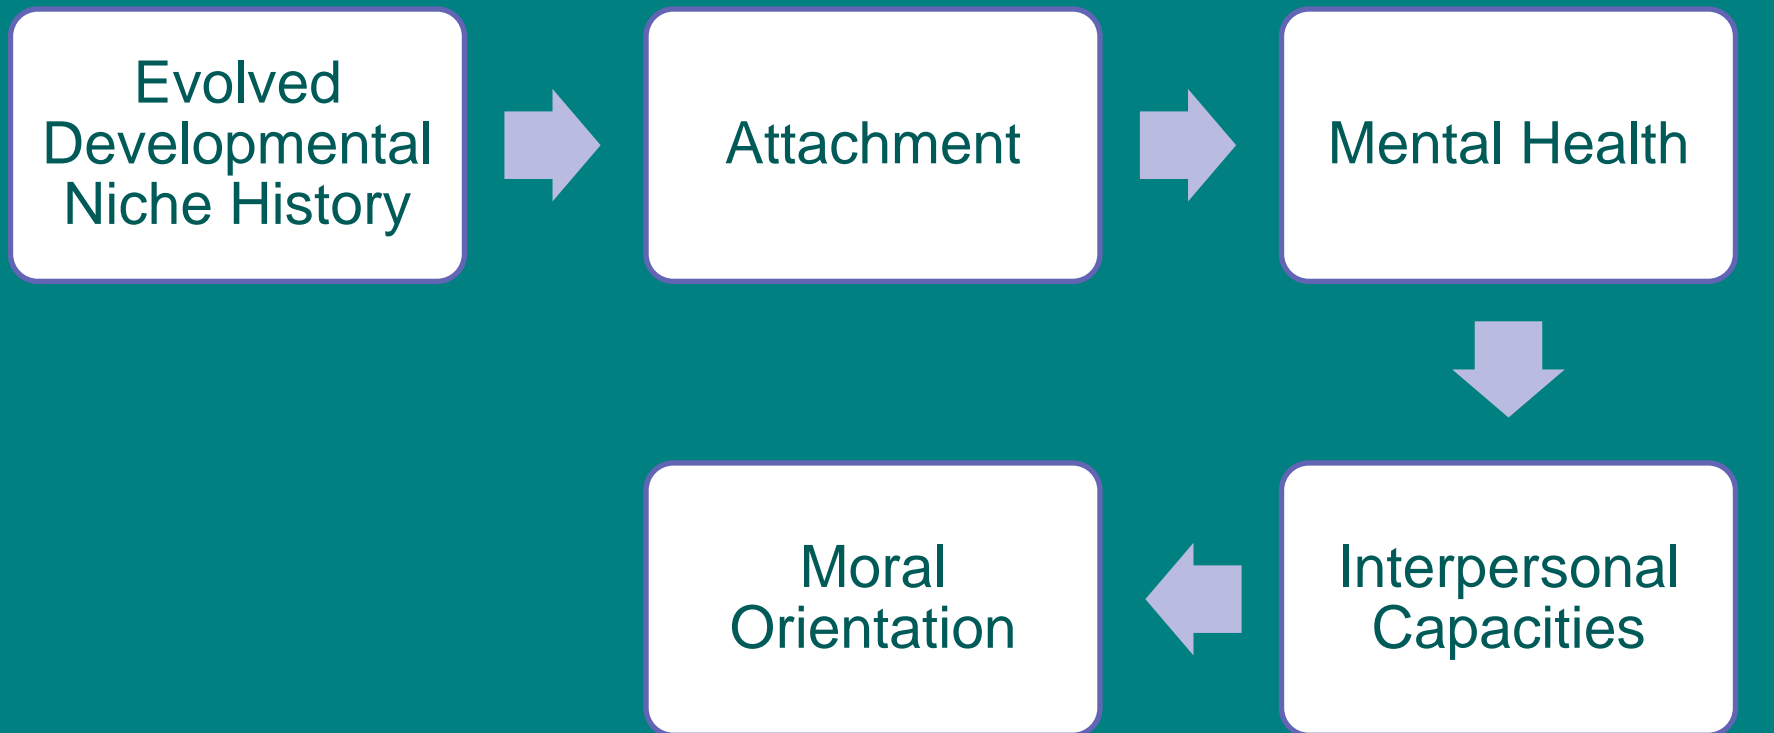 Evolved
Developmental
Niche History
Attachment
Mental Health
Interpersonal
Capacities
Moral
Orientation